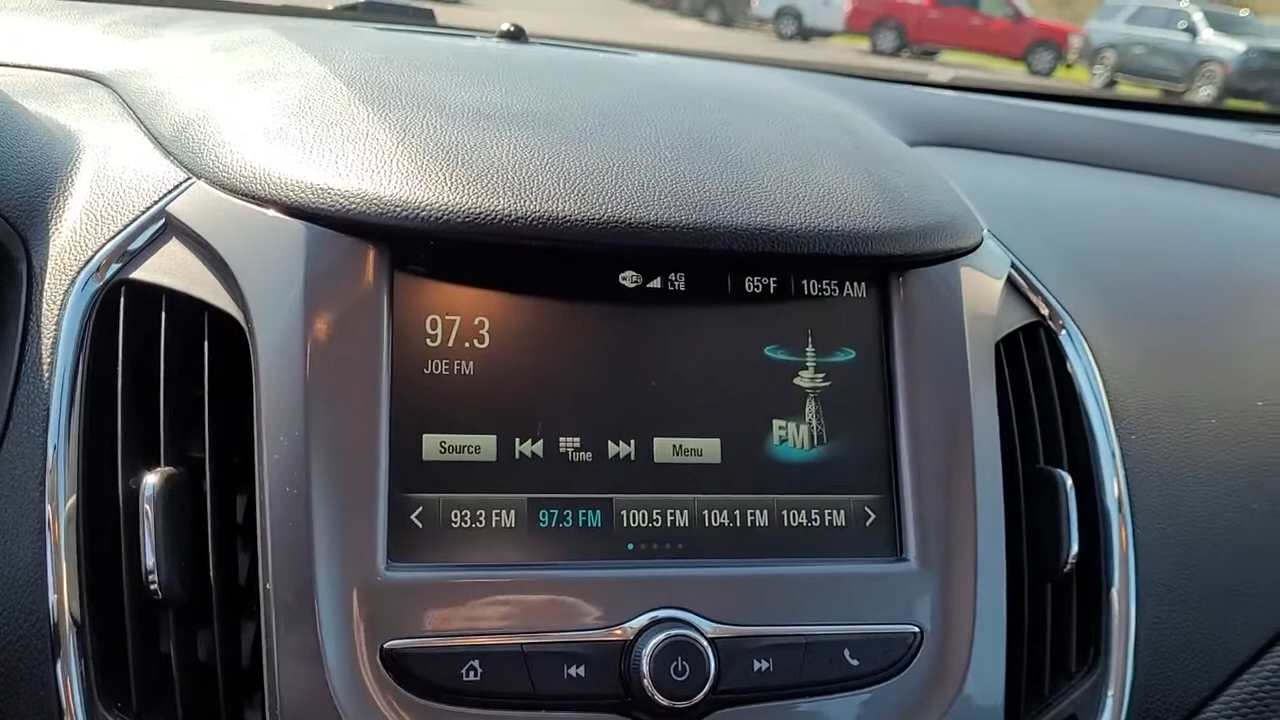 WiFi 4G LTE 65°F 10:55 AM
97.3
JOE FM
FM
Source Tune Menu
93.3 FM 97.3 FM 100.5 FM 104.1 FM 104.5 FM